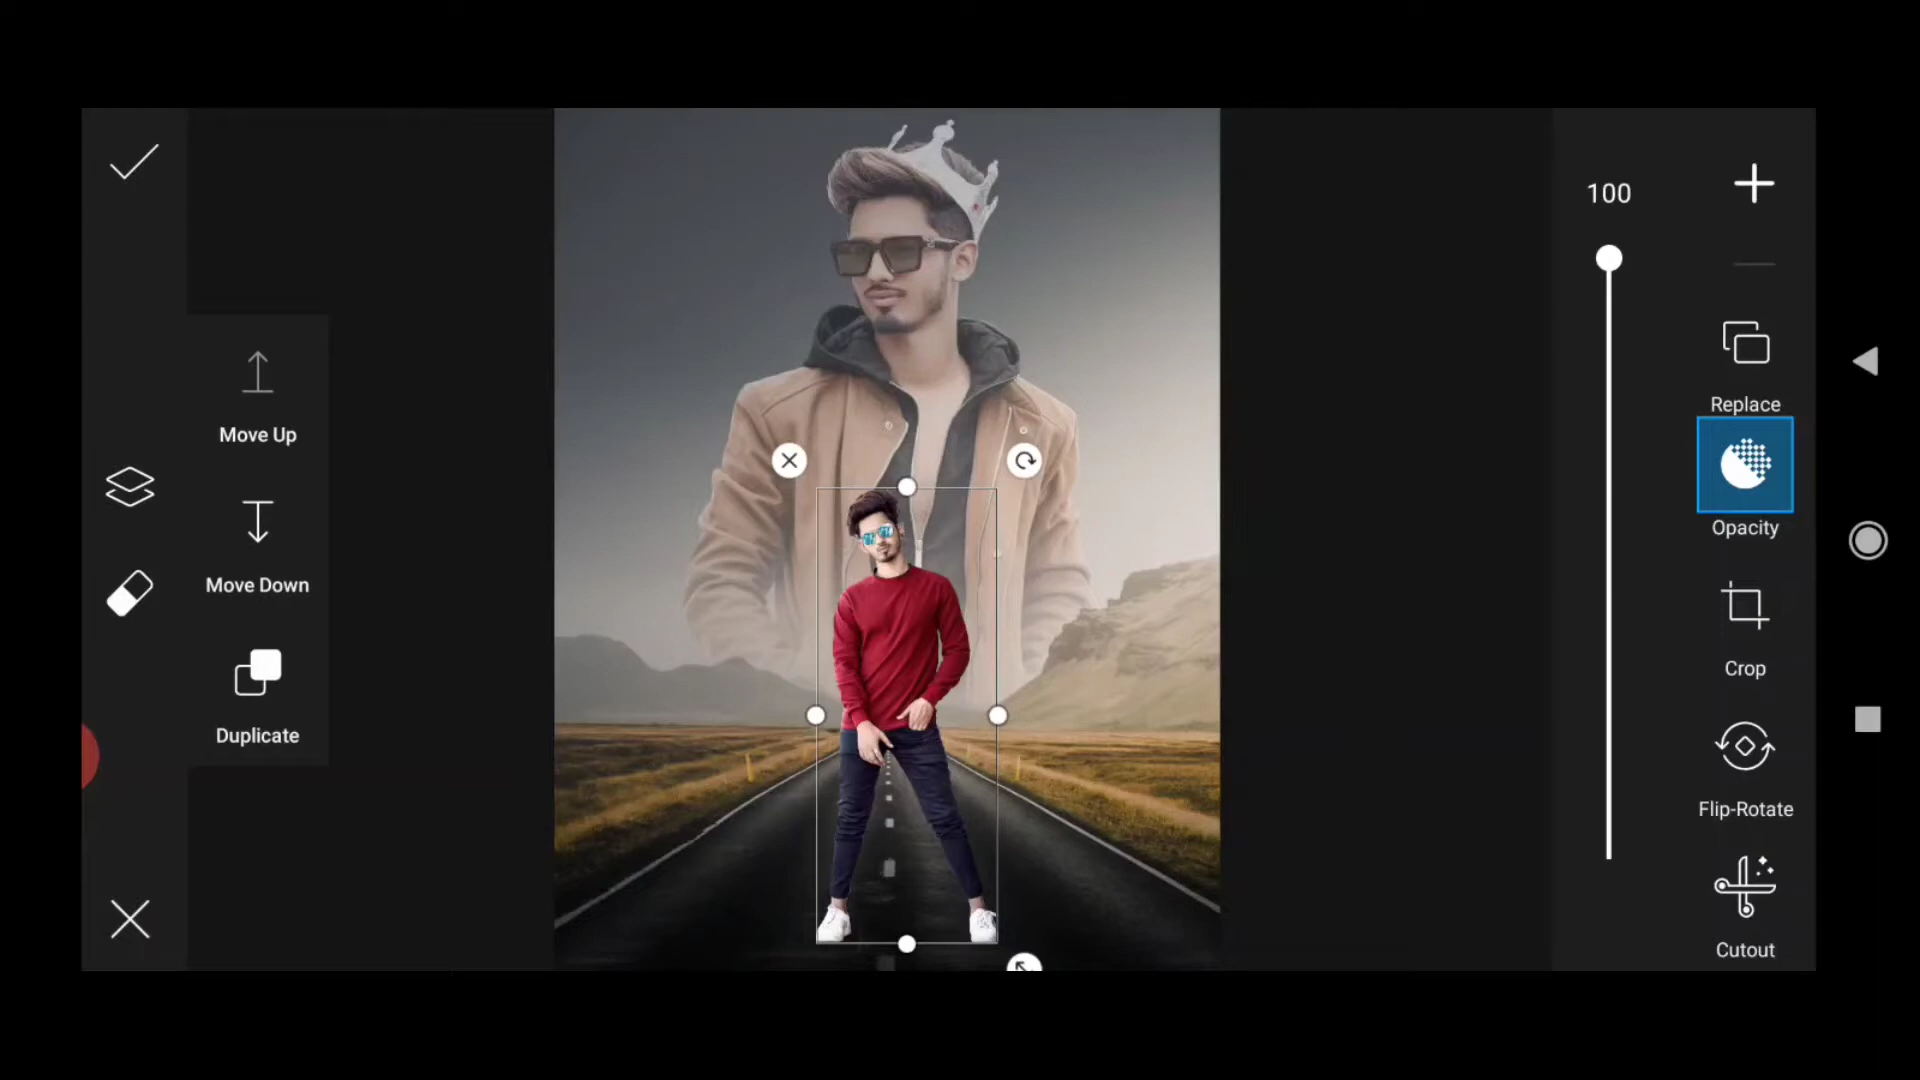 100
Move Up
Move Down
Duplicate
Replace
Opacity
Crop
Flip-Rotate
Cutout